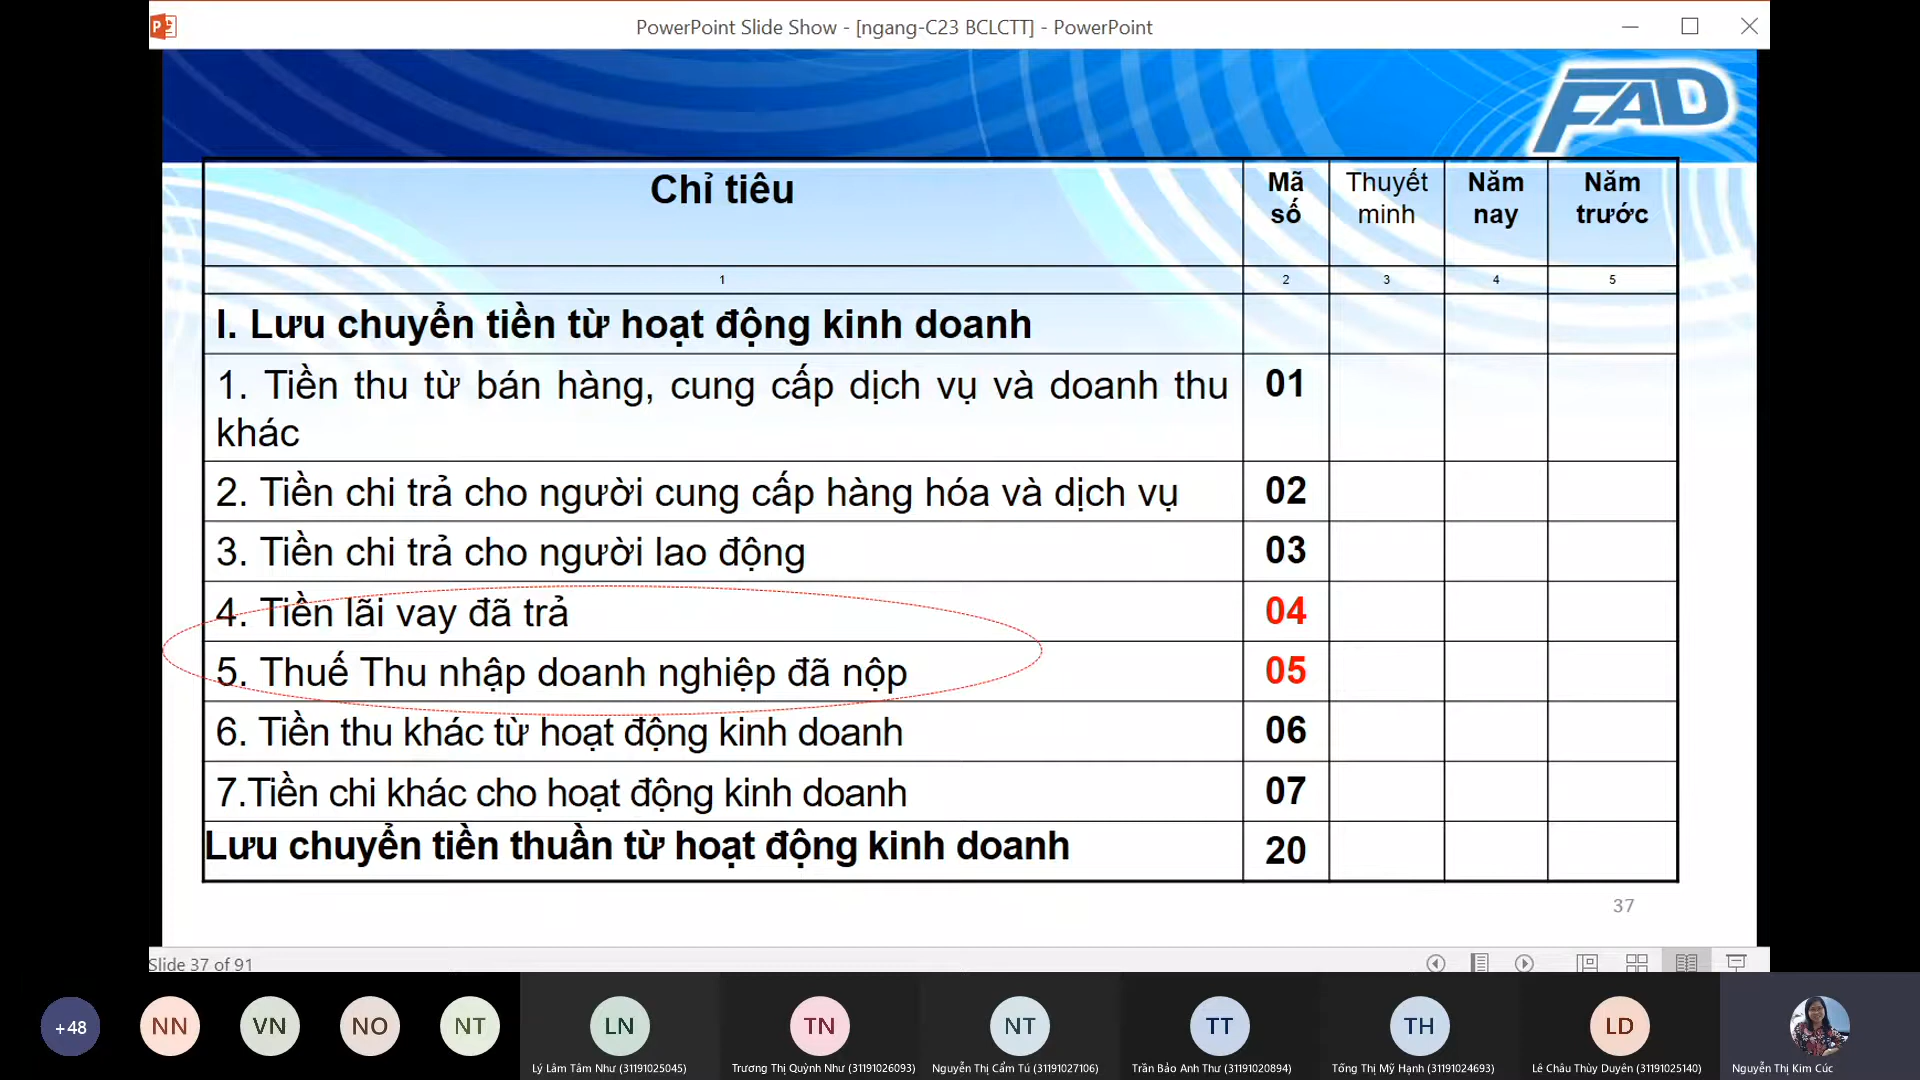 PowerPoint Slide Show - [ngang-C23 BCLCTT] - PowerPoint
FAD
Chỉ tiêu
Mã số
Thuyết minh
Năm nay
Năm trước
1
2
3
4
5
I. Lưu chuyển tiền từ hoạt động kinh doanh
1. Tiền thu từ bán hàng, cung cấp dịch vụ và doanh thu
khác
01
2. Tiền chi trả cho người cung cấp hàng hóa và dịch vụ
02
3. Tiền chi trả cho người lao động
03
4. Tiền lãi vay đã trả
04
5. Thuế Thu nhập doanh nghiệp đã nộp
05
6. Tiền thu khác từ hoạt động kinh doanh
06
7.Tiền chi khác cho hoạt động kinh doanh
07
Lưu chuyển tiền thuần từ hoạt động kinh doanh
20
37
Slide 37 of 91
+48
NN
VN
NO
NT
LN
TN
NT
TT
TH
LD
Lý Lâm Tâm Như (31191025045)
Trương Thị Quỳnh Như (31191026093)
Nguyễn Thị Cẩm Tú (31191027106)
Trần Bảo Anh Thư (31191020894)
Tống Thị Mỹ Hạnh (31191024693)
Lê Châu Thùy Duyên (31191025140)
Nguyễn Thị Kim Cúc